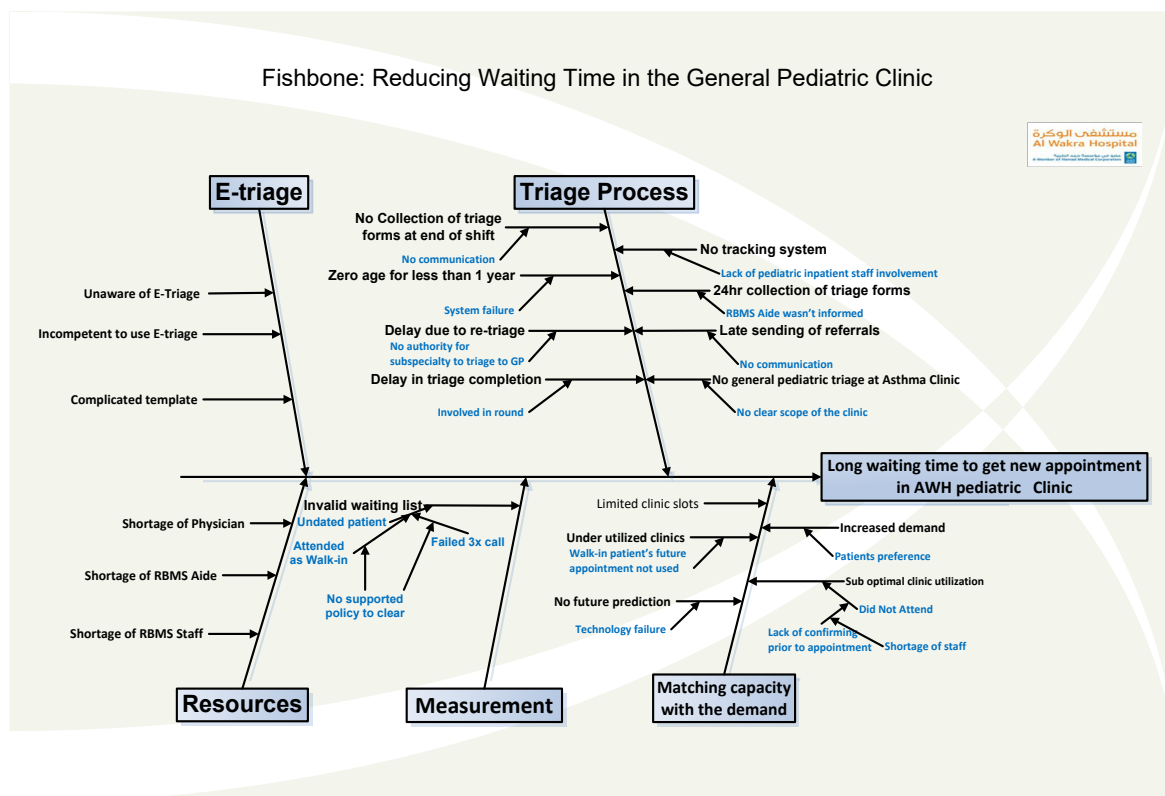 Fishbone: Reducing Waiting Time in the General Pediatric Clinic
مستشفى الوكرة
Al Wakra Hospital
A Member of Hamad Medical Corporation
E-triage
Triage Process
No Collection of triage
forms at end of shift
No communication
No tracking system
Lack of pediatric inpatient staff involvement
Zero age for less than 1 year
System failure
24hr collection of triage forms
RBMS Aide wasn't informed
Delay due to re-triage
No authority for
subspecialty to triage to GP
Late sending of referrals
No communication
Delay in triage completion
Involved in round
No general pediatric triage at Asthma Clinic
No clear scope of the clinic
Unaware of E-Triage
Incompetent to use E-triage
Complicated template
Long waiting time to get new appointment
in AWH pediatric Clinic
Shortage of Physician
Shortage of RBMS Aide
Shortage of RBMS Staff
Resources
Invalid waiting list
Undated patient
Attended
as Walk-in
Failed 3x call
No supported
policy to clear
Measurement
Limited clinic slots
Under utilized clinics
Walk-in patient's future
appointment not used
No future prediction
Technology failure
Increased demand
Patients preference
Sub optimal clinic utilization
Did Not Attend
Lack of confirming
prior to appointment
Shortage of staff
Matching capacity
with the demand